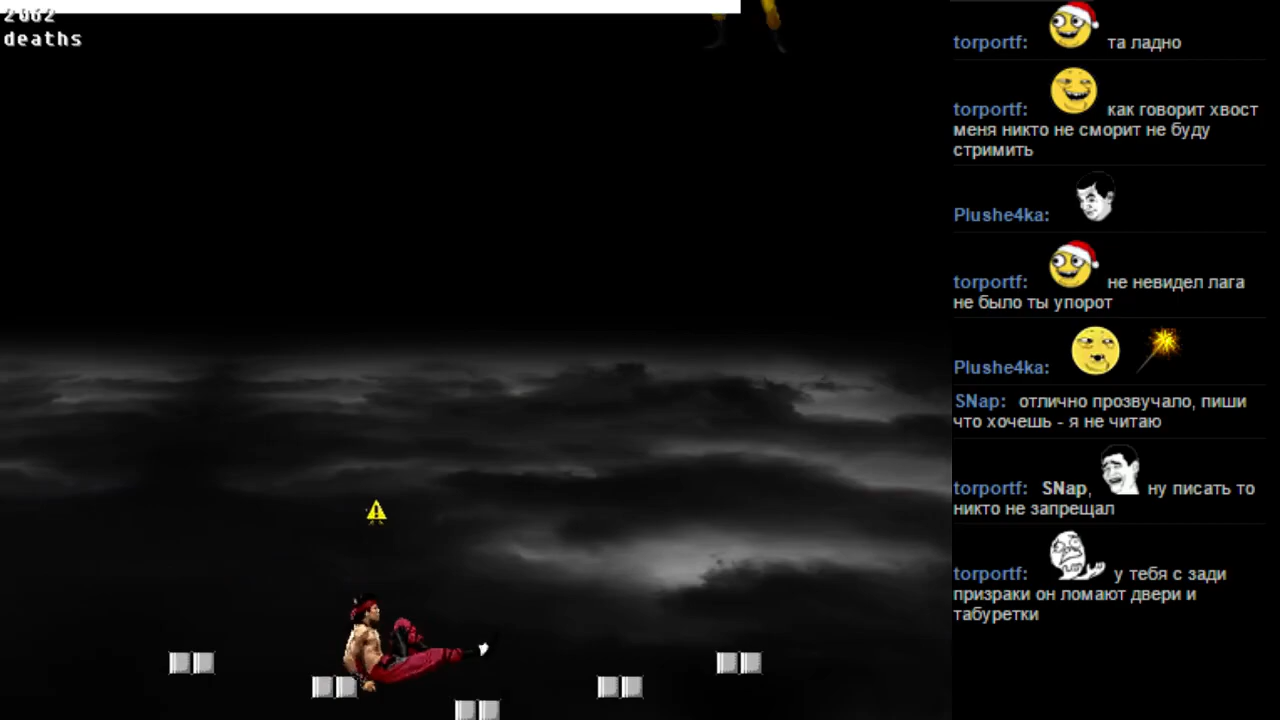 2062
deaths
torportf: та ладно
torportf: как говорит хвост
меня никто не сморит не буду
стримить
Plushe4ka:
torportf: не невидел лага
не было ты упорот
Plushe4ka:
SNap: отлично прозвучало, пиши
что хочешь - я не читаю
torportf: SNap, ну писать то
никто не запрещал
torportf: у тебя с зади
призраки он ломают двери и
табуретки